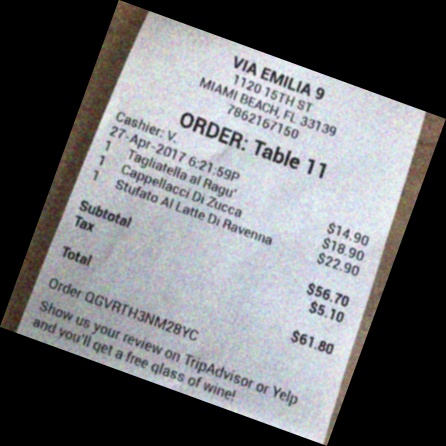 VIA EMILIA 9
1120 15TH ST
MIAMI BEACH, FL 33139
7862167150
ORDER: Table 11
Cashier: V.
27-Apr-2017 6:21:59P
1 Tagliatella al Ragu' $14.90
1 Cappellacci Di Zucca $18.90
1 Stufato Al Latte Di Ravenna $22.90
Subtotal $56.70
Tax $5.10
Total $61.80
Order QGVRTH3NM28YC
Show us your review on TripAdvisor or Yelp
and you'll get a free glass of wine!